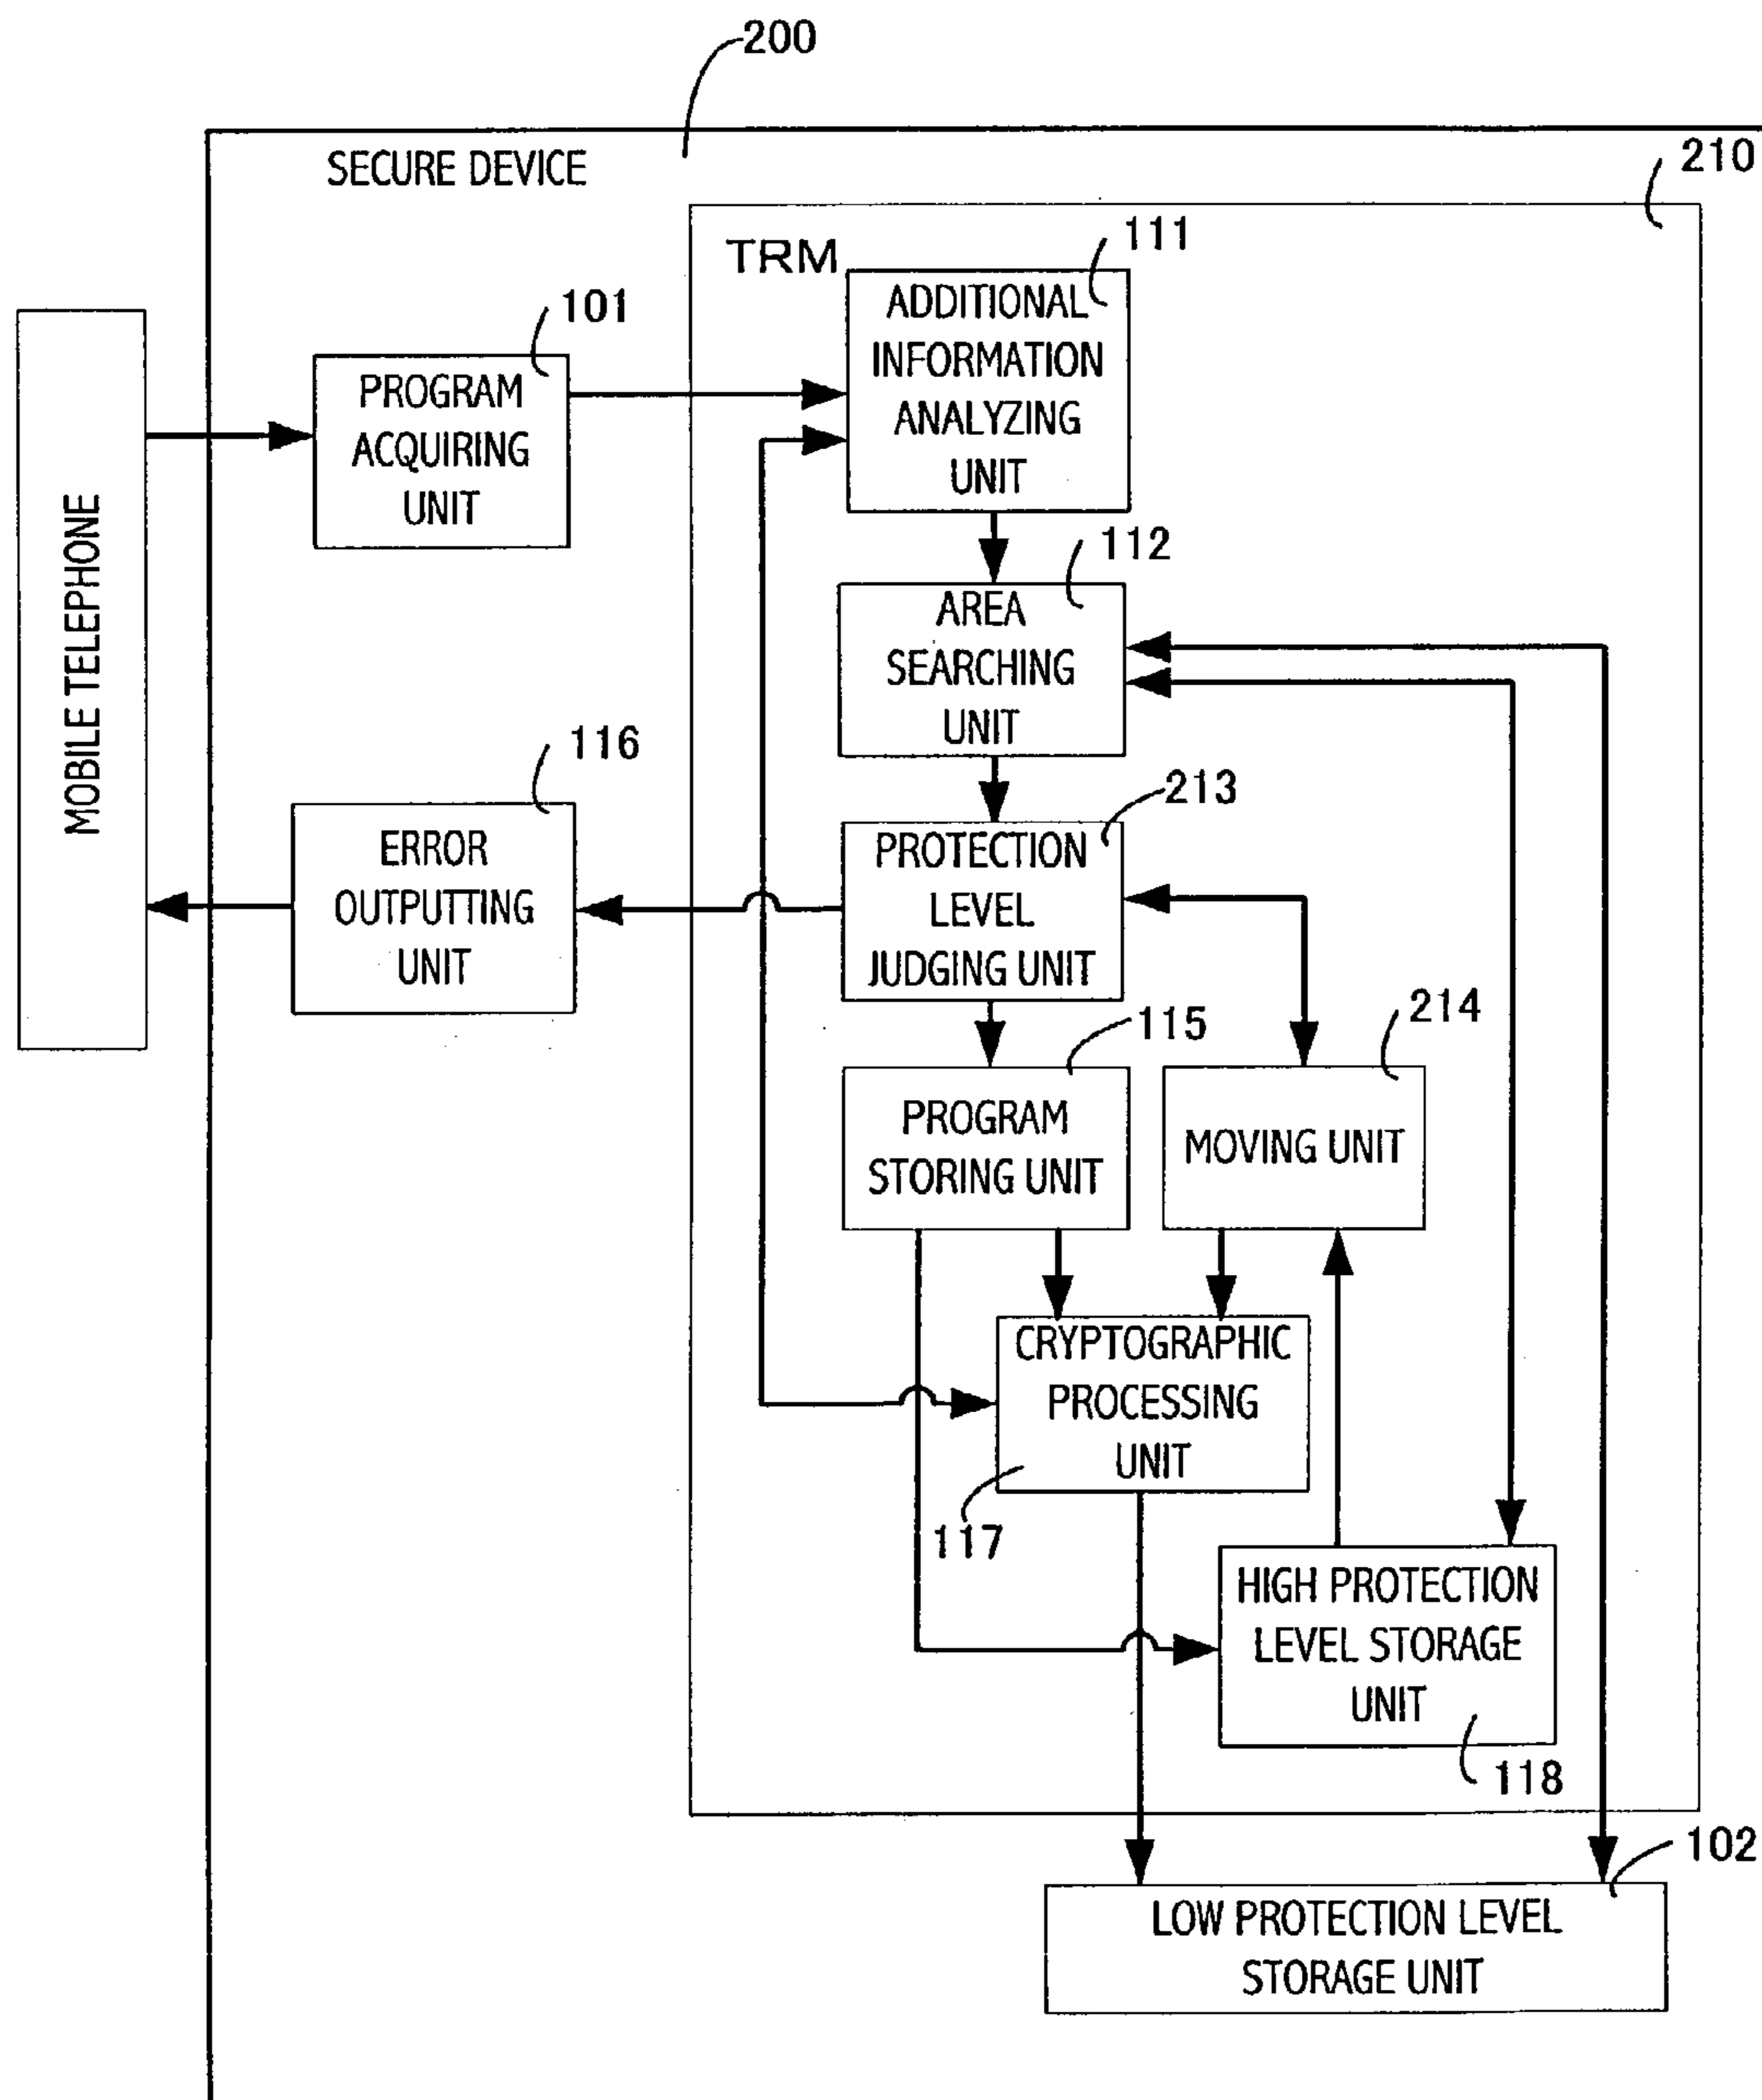 200
SECURE DEVICE
210
TRM
111
ADDITIONAL
INFORMATION
ANALYZING
UNIT
101
PROGRAM
ACQUIRING
UNIT
MOBILE TELEPHONE
112
AREA
SEARCHING
UNIT
116
ERROR
OUTPUTTING
UNIT
213
PROTECTION
LEVEL
JUDGING UNIT
115
PROGRAM
STORING UNIT
214
MOVING UNIT
CRYPTOGRAPHIC
PROCESSING
UNIT
117
HIGH PROTECTION
LEVEL STORAGE
UNIT
118
102
LOW PROTECTION LEVEL
STORAGE UNIT